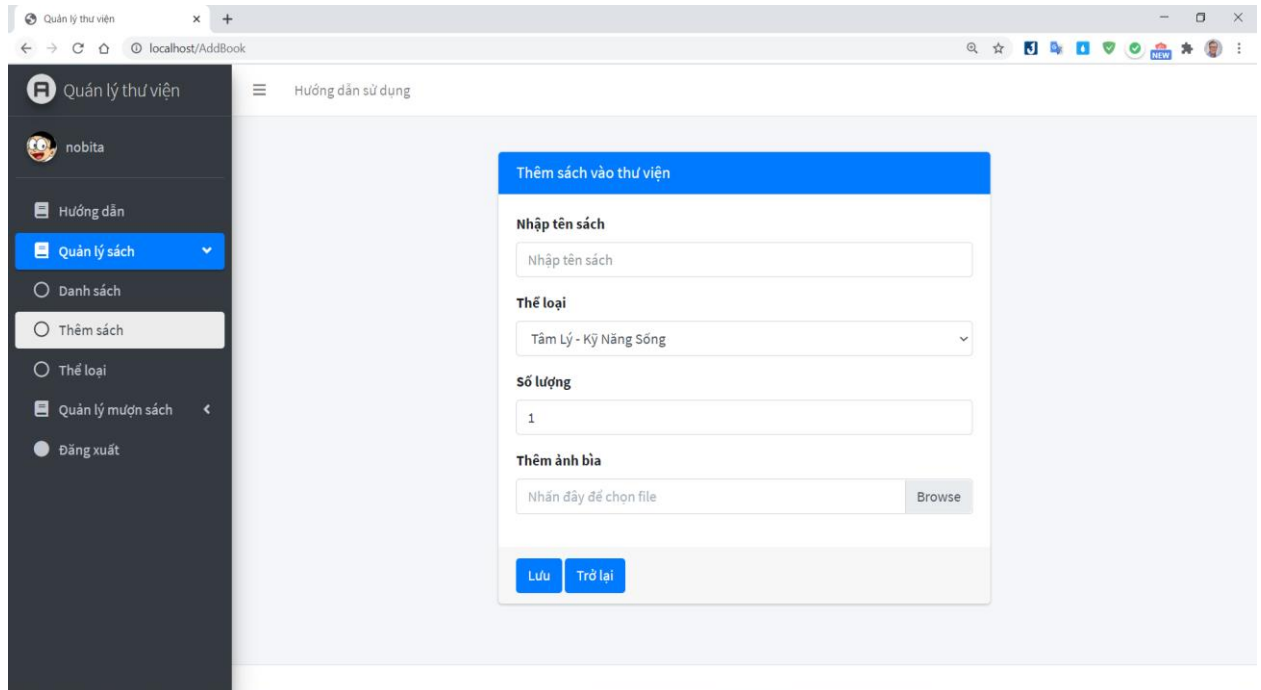 Quản lý thư viện
localhost/AddBook
NEW
Quản lý thư viện
Hướng dẫn sử dụng
nobita
Hướng dẫn
Quản lý sách
Danh sách
Thêm sách
Thể loại
Quản lý mượn sách
Đăng xuất
Thêm sách vào thư viện
Nhập tên sách
Nhập tên sách
Thể loại
Tâm Lý - Kỹ Năng Sống
Số lượng
1
Thêm ảnh bìa
Nhấn đây để chọn file
Browse
Lưu
Trở lại